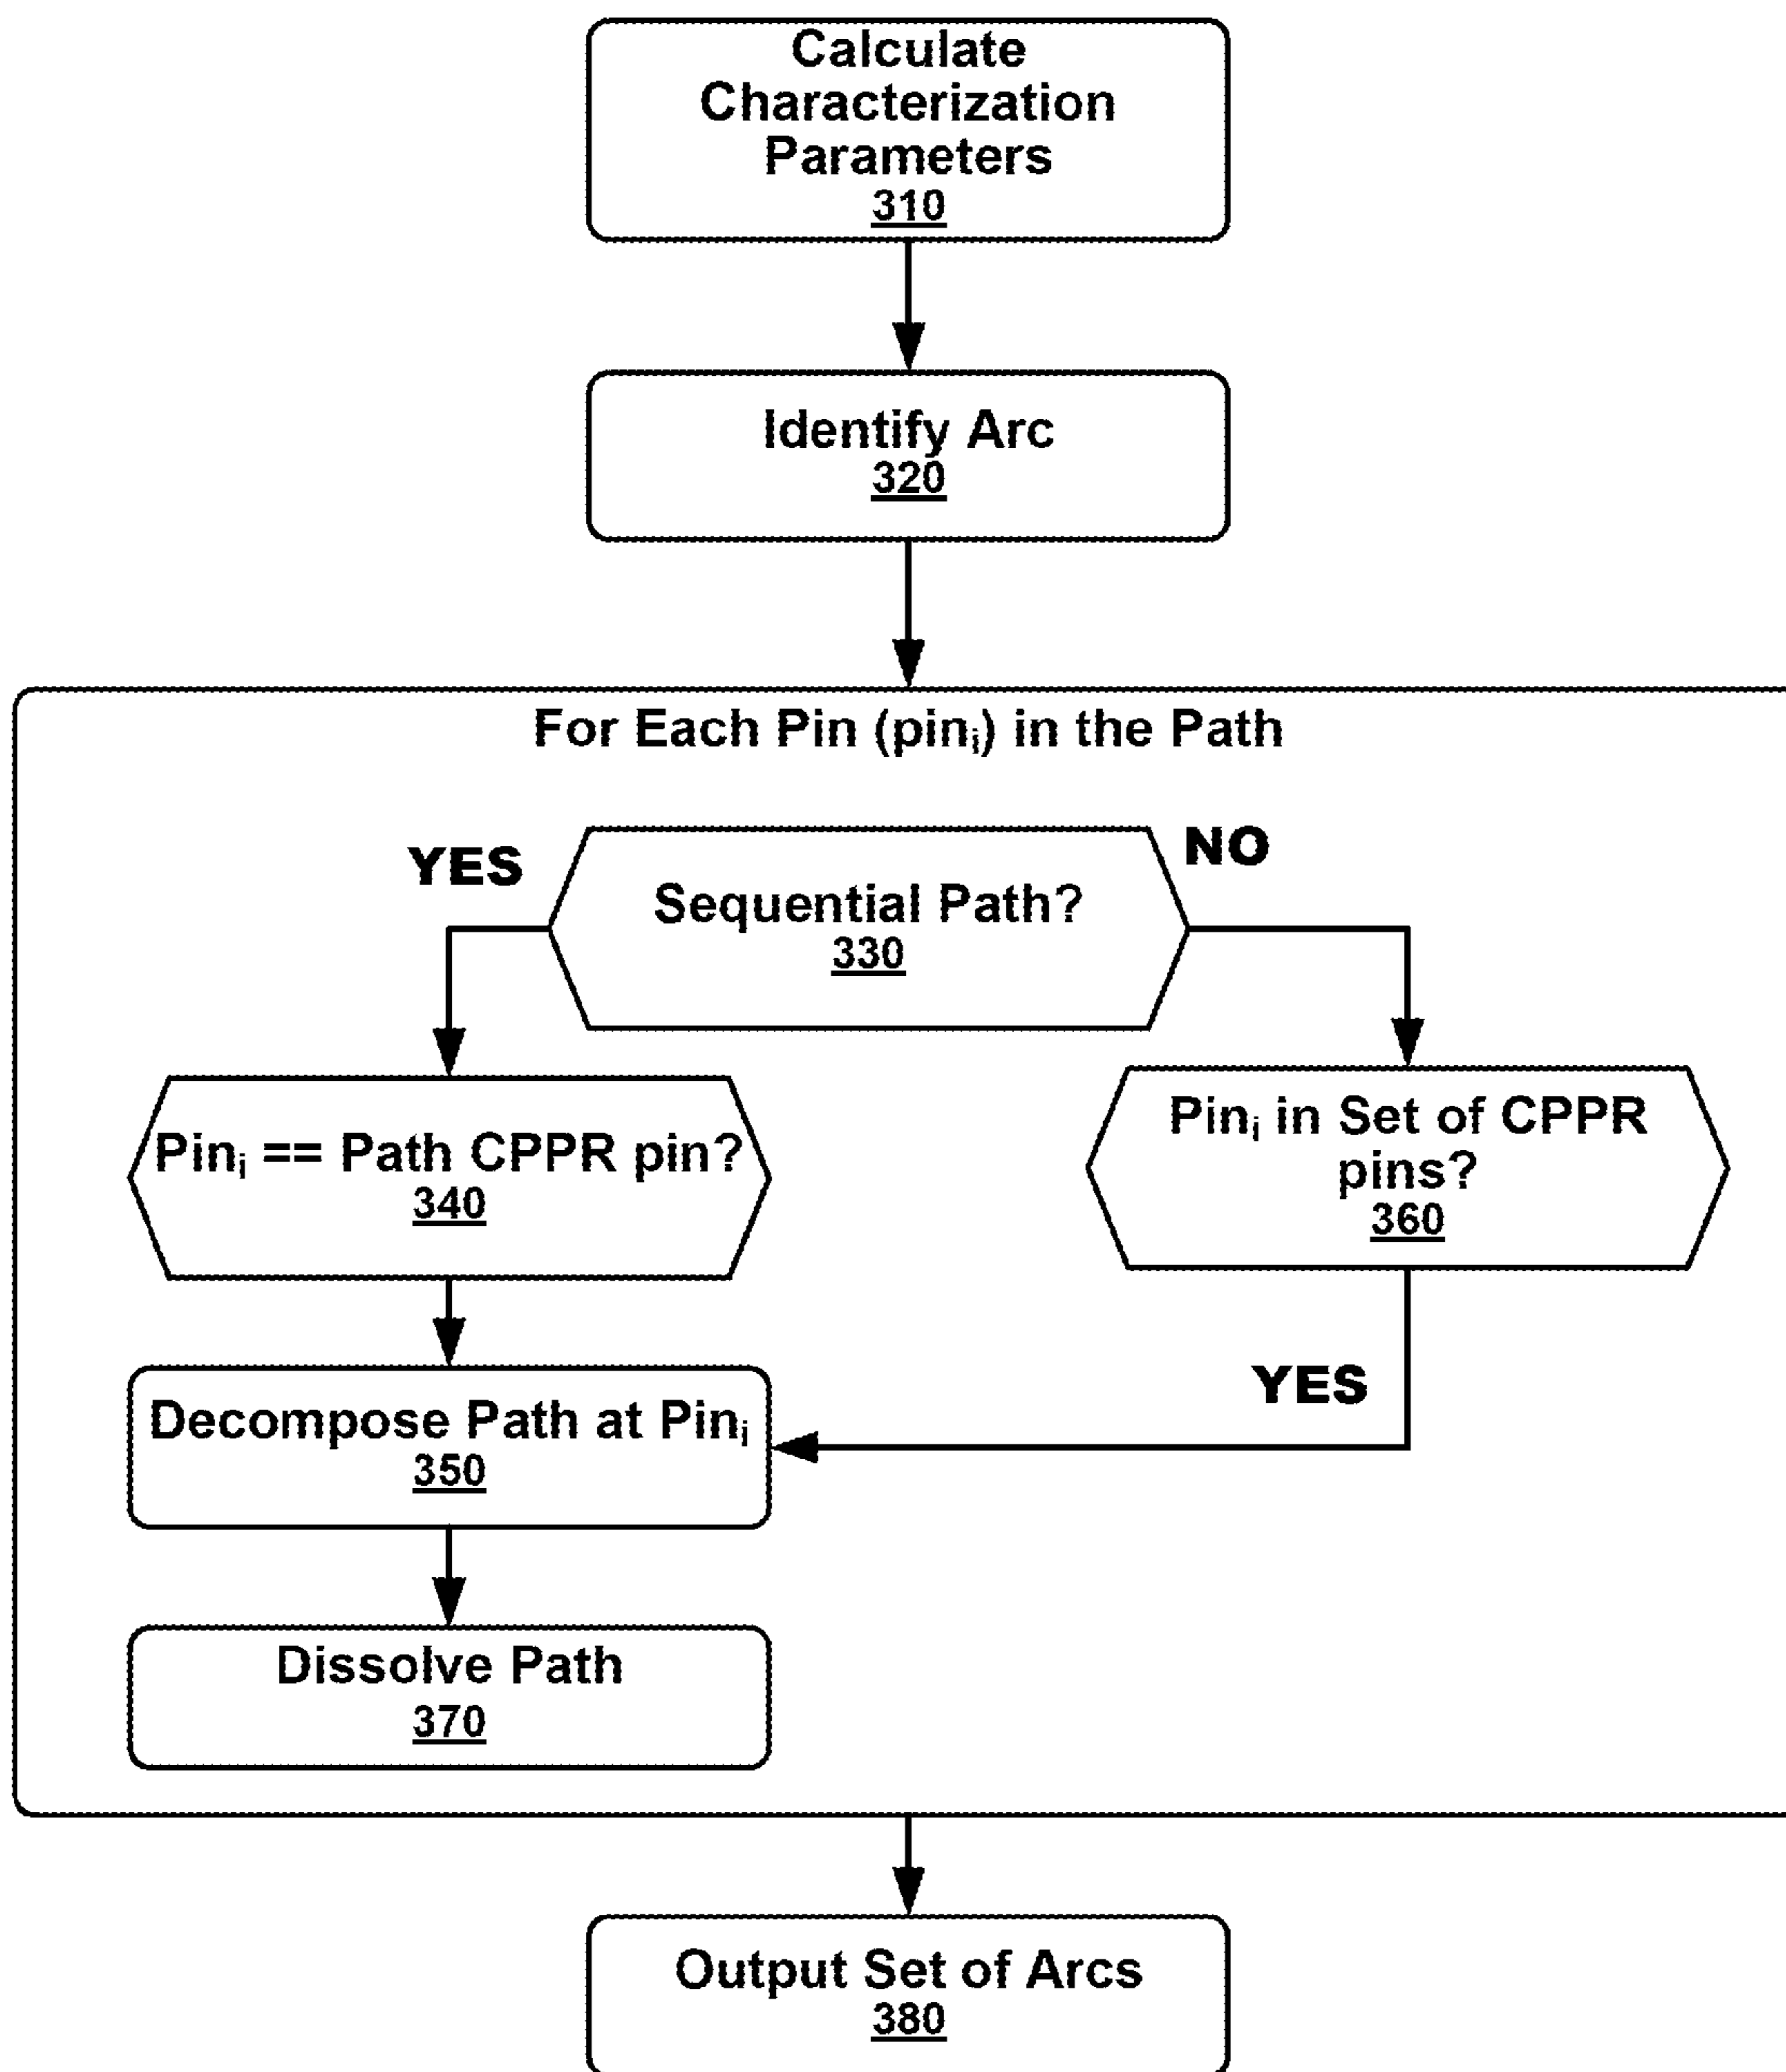 Calculate
Characterization
Parameters
310
Identify Arc
320
For Each Pin (pinᵢ) in the Path
YES
NO
Sequential Path?
330
Pinᵢ == Path CPPR pin?
340
Pinᵢ in Set of CPPR
pins?
360
YES
Decompose Path at Pinᵢ
350
Dissolve Path
370
Output Set of Arcs
380